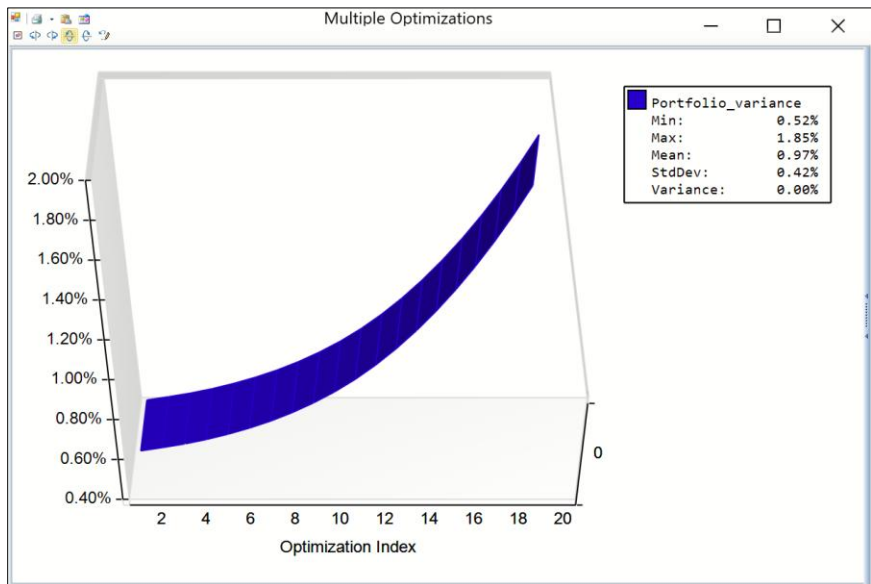 Multiple Optimizations
Portfolio_variance
Min: 0.52%
Max: 1.85%
Mean: 0.97%
StdDev: 0.42%
Variance: 0.00%
2.00%
1.80%
1.60%
1.40%
1.20%
1.00%
0.80%
0.60%
0.40%
0
2 4 6 8 10 12 14 16 18 20
Optimization Index